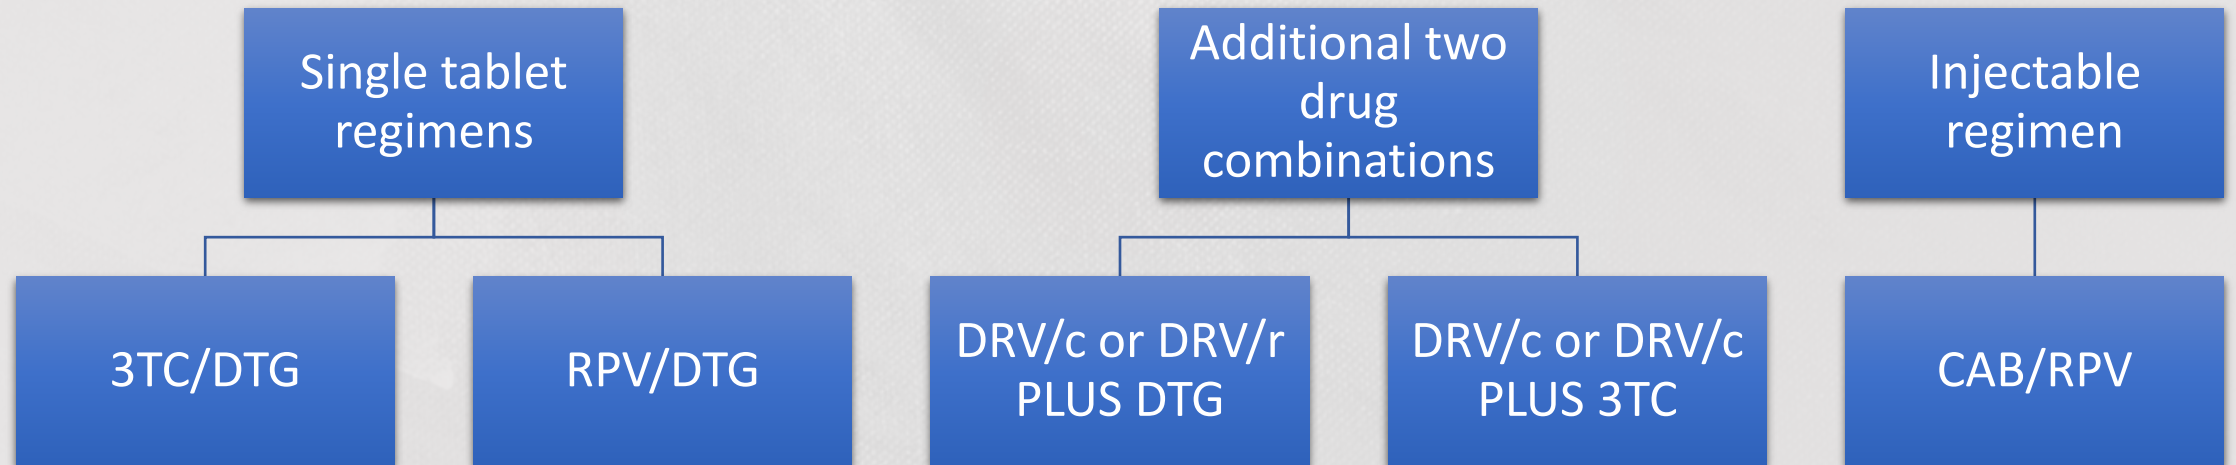 Single tablet
regimens
Additional two
drug
combinations
Injectable
regimen
3TC/DTG
RPV/DTG
DRV/c or DRV/r
PLUS DTG
DRV/c or DRV/c
PLUS 3TC
CAB/RPV